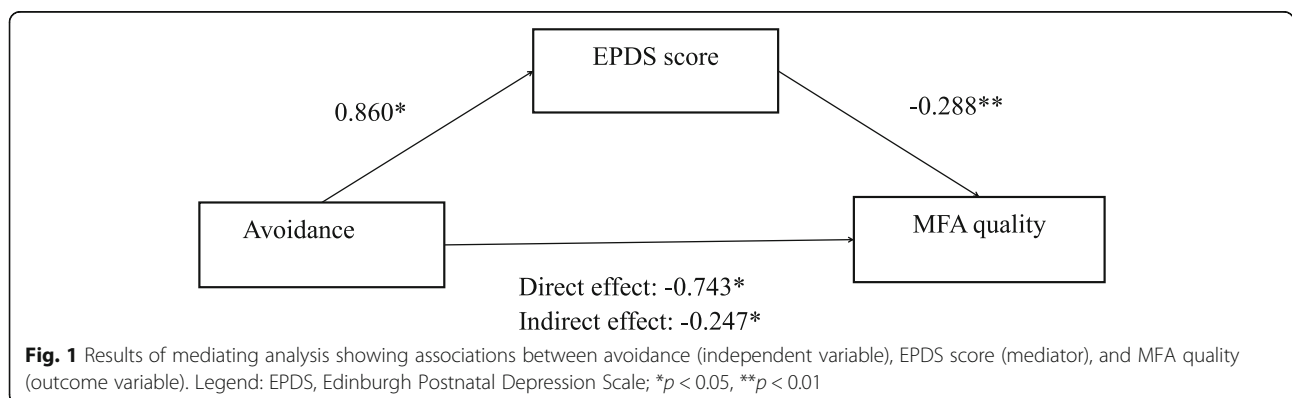 EPDS score
0.860*
-0.288**
Avoidance
MFA quality
Direct effect: -0.743*
Indirect effect: -0.247*
Fig. 1 Results of mediating analysis showing associations between avoidance (independent variable), EPDS score (mediator), and MFA quality
(outcome variable). Legend: EPDS, Edinburgh Postnatal Depression Scale; *p < 0.05, **p < 0.01